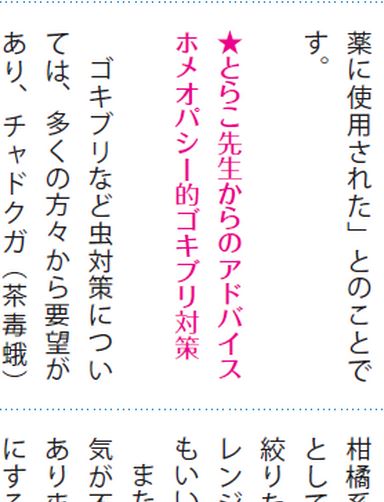 薬に使用された」とのことで
す。
★とらこ先生からのアドバイス
ホメオパシー的ゴキブリ対策
ゴキブリなど虫対策につい
ては、多くの方々から要望が
あり、チャドクガ（茶毒蛾）
柑橘系
として
絞りた
レンジ
もいい
また
気が不
ありま
にする